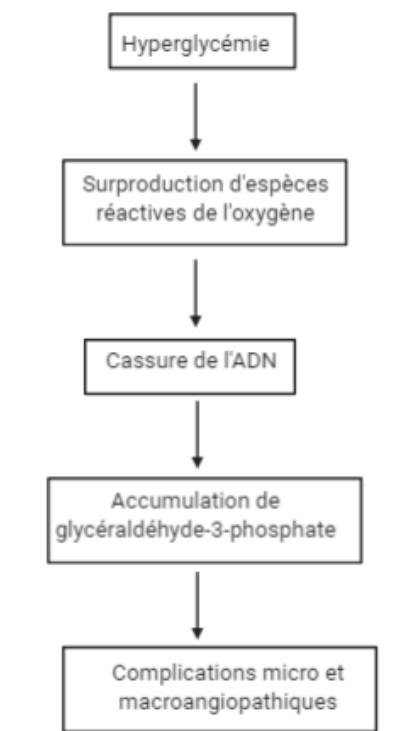 Hyperglycémie
Surproduction d'espèces
réactives de l'oxygène
Cassure de l'ADN
Accumulation de
glycéraldéhyde-3-phosphate
Complications micro et
macroangiopathiques